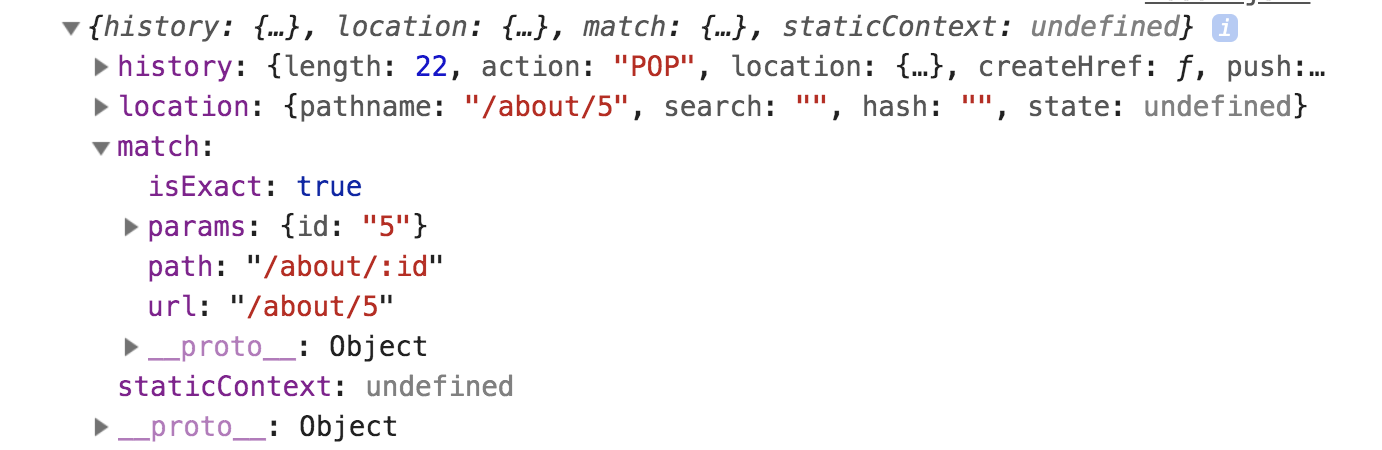 {history: {…}, location: {…}, match: {…}, staticContext: undefined} i
history: {length: 22, action: "POP", location: {…}, createHref: ƒ, push:…
location: {pathname: "/about/5", search: "", hash: "", state: undefined}
match:
isExact: true
params: {id: "5"}
path: "/about/:id"
url: "/about/5"
__proto__: Object
staticContext: undefined
__proto__: Object